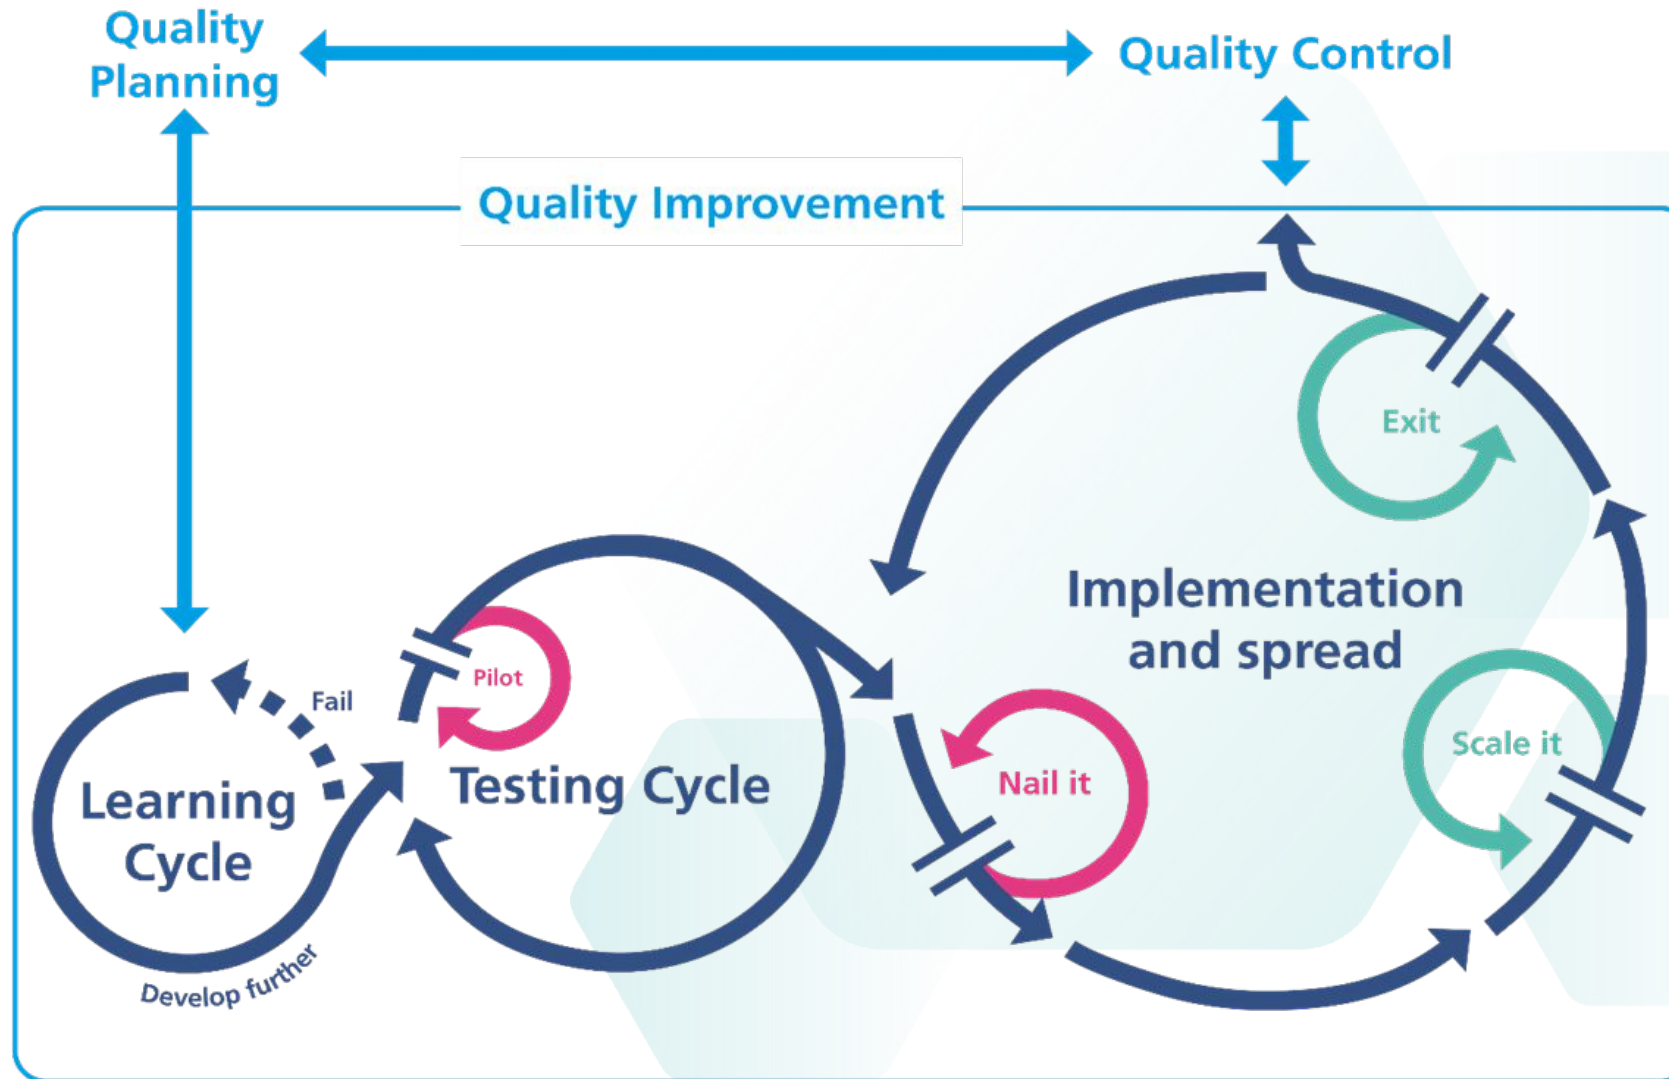 Quality
Planning
Quality Control
Quality Improvement
Exit
Implementation
and spread
Pilot
Fail
Scale it
Nail it
Testing Cycle
Learning
Cycle
Develop further